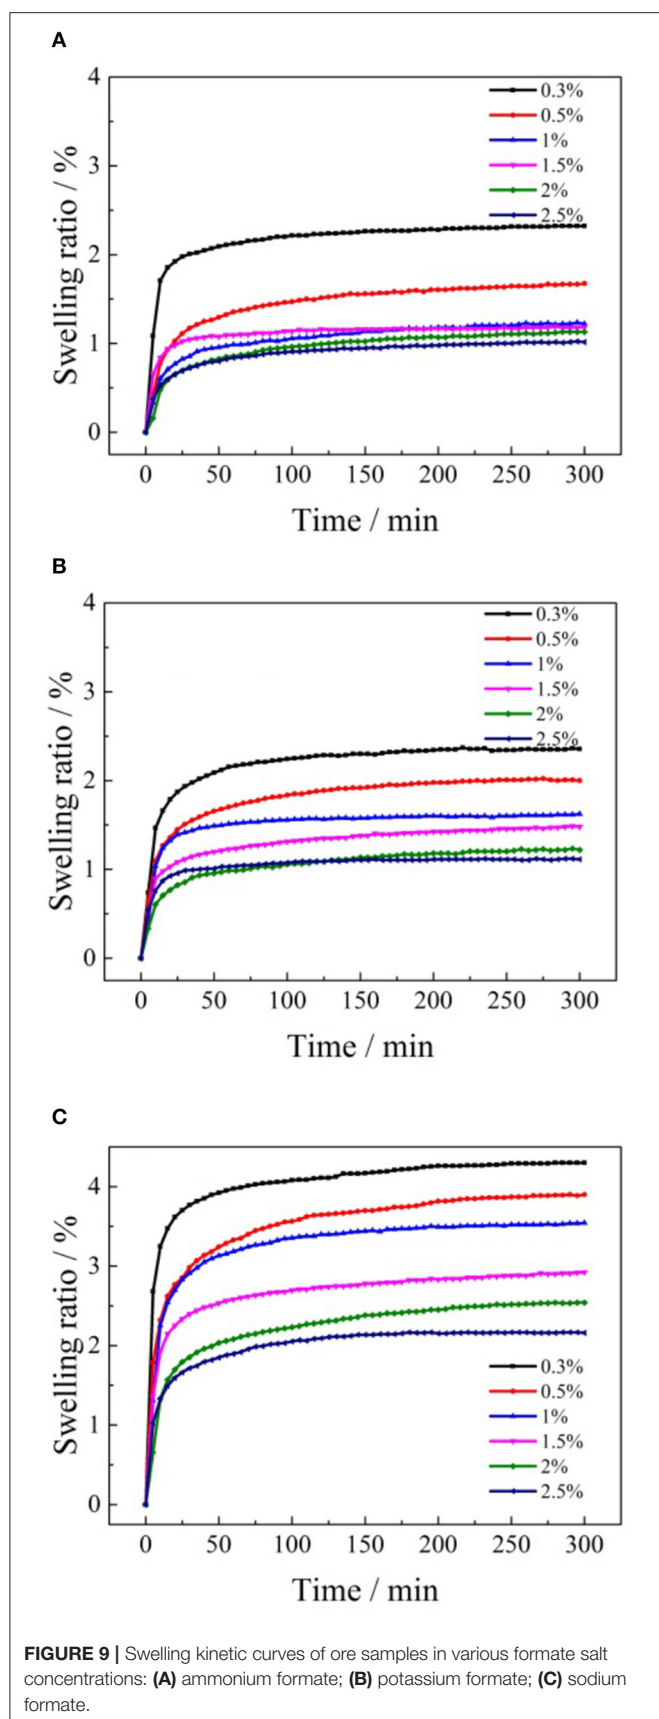 A
4
3
2
1
0
Swelling ratio / %
0.3%
0.5%
1%
1.5%
2%
2.5%
0 50 100 150 200 250 300
Time / min
B
4
3
2
1
0
Swelling ratio / %
0.3%
0.5%
1%
1.5%
2%
2.5%
0 50 100 150 200 250 300
Time / min
C
4
3
2
1
0
Swelling ratio / %
0.3%
0.5%
1%
1.5%
2%
2.5%
0 50 100 150 200 250 300
Time / min
FIGURE 9 | Swelling kinetic curves of ore samples in various formate salt
concentrations: (A) ammonium formate; (B) potassium formate; (C) sodium
formate.